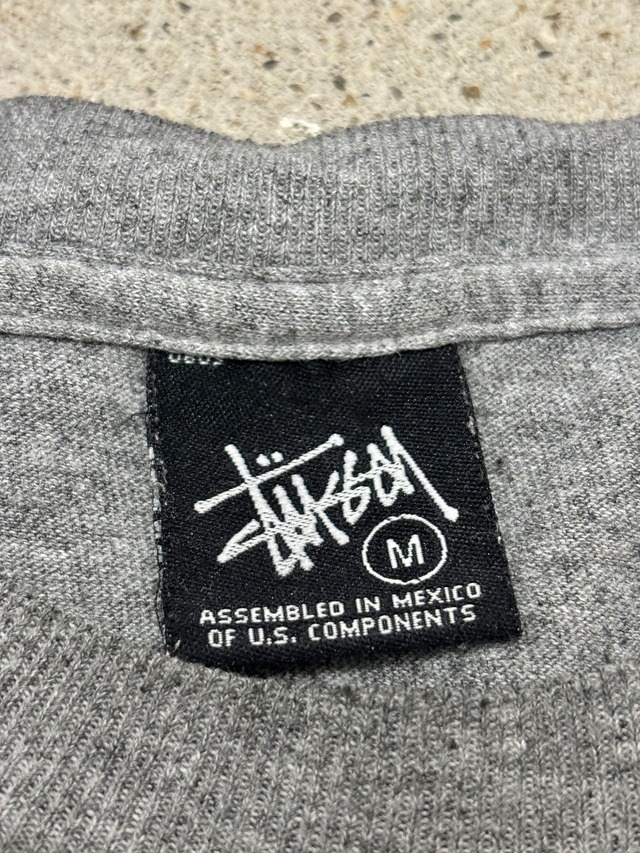 Stüssy
M
ASSEMBLED IN MEXICO
OF U.S. COMPONENTS